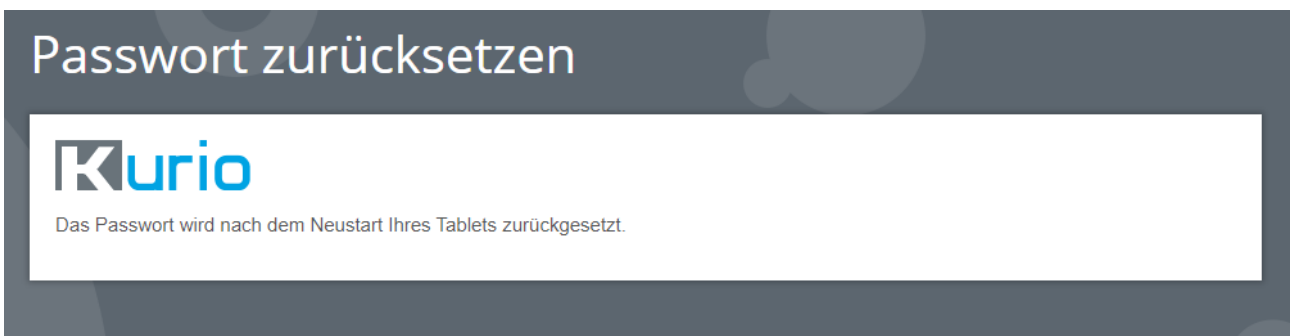 Passwort zurücksetzen
Kurio
Das Passwort wird nach dem Neustart Ihres Tablets zurückgesetzt.